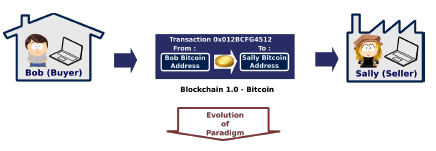 Transaction 0x012BCFG4512
From : To :
Bob Bitcoin Address
Sally Bitcoin Address
Bob (Buyer)
Sally (Seller)
Blockchain 1.0 - Bitcoin
Evolution
of
Paradigm